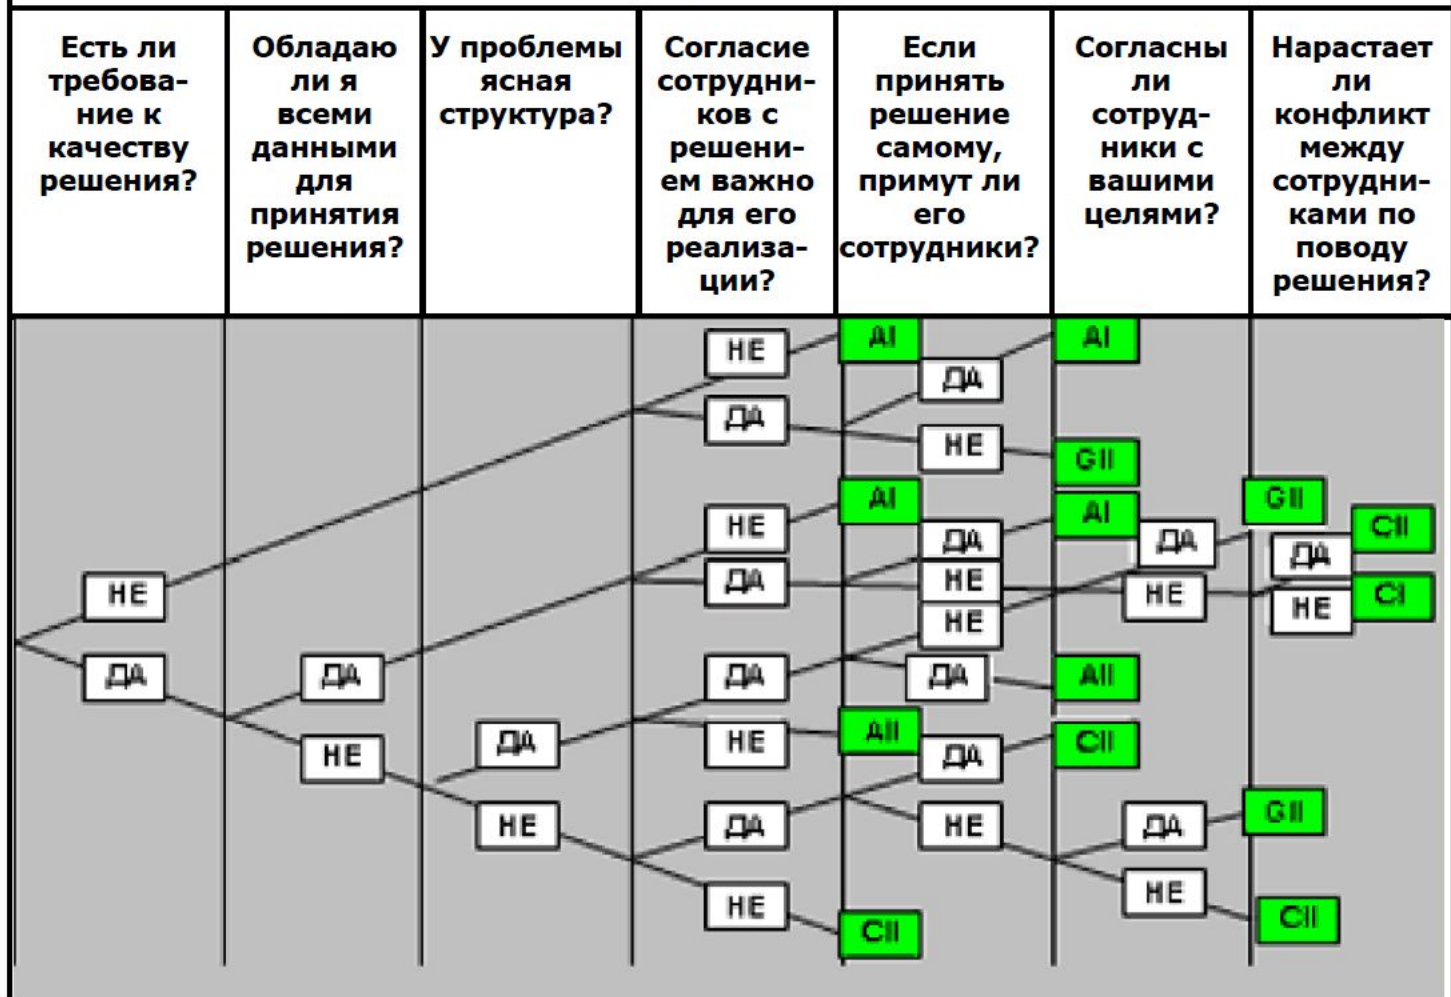 Есть ли
требова-
ние к
качеству
решения?
Обладаю
ли я
всеми
данными
для
принятия
решения?
У проблемы
ясная
структура?
Согласие
сотрудни-
ков с
решени-
ем важно
для его
реализа-
ции?
Если
принять
решение
самому,
примут ли
его
сотрудники?
Согласны
ли
сотруд-
ники с
вашими
целями?
Нарастает
ли
конфликт
между
сотрудни-
ками по
поводу
решения?
НЕ
AI
AI
ДА
ДА
НЕ
GII
НЕ
AI
ДА
AI
ДА
GII
CII
ДА
НЕ
ДА
НЕ
НЕ
НЕ
CI
НЕ
НЕ
ДА
ДА
ДА
ДА
AII
ДА
НЕ
AII
ДА
CII
НЕ
НЕ
ДА
НЕ
ДА
GII
НЕ
CII
НЕ
CII